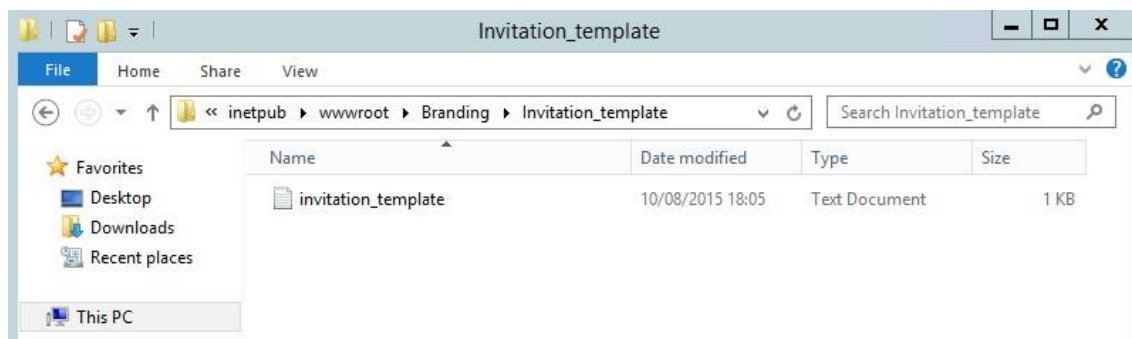 Invitation_template
File Home Share View
« inetpub ▸ wwwroot ▸ Branding ▸ Invitation_template Search Invitation_template
Name Date modified Type Size
Favorites
Desktop
Downloads
Recent places
This PC
invitation_template 10/08/2015 18:05 Text Document 1 KB